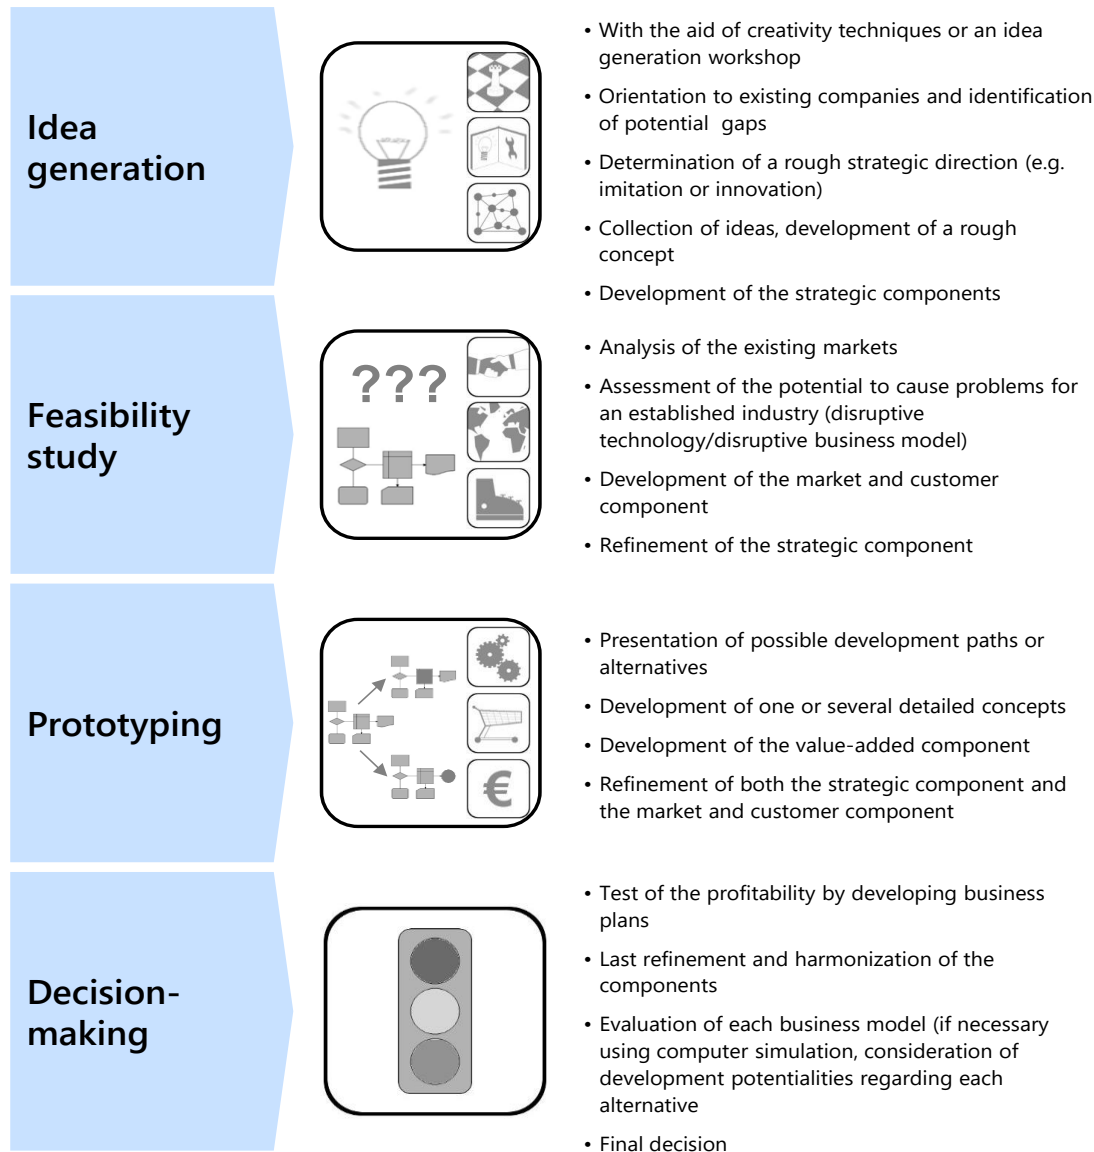 Idea
generation
• With the aid of creativity techniques or an idea
generation workshop
• Orientation to existing companies and identification
of potential  gaps
• Determination of a rough strategic direction (e.g.
imitation or innovation)
• Collection of ideas, development of a rough
concept
• Development of the strategic components
Feasibility
study
???
• Analysis of the existing markets
• Assessment of the potential to cause problems for
an established industry (disruptive
technology/disruptive business model)
• Development of the market and customer
component
• Refinement of the strategic component
Prototyping
€
• Presentation of possible development paths or
alternatives
• Development of one or several detailed concepts
• Development of the value-added component
• Refinement of both the strategic component and
the market and customer component
Decision-
making
• Test of the profitability by developing business
plans
• Last refinement and harmonization of the
components
• Evaluation of each business model (if necessary
using computer simulation, consideration of
development potentialities regarding each
alternative
• Final decision